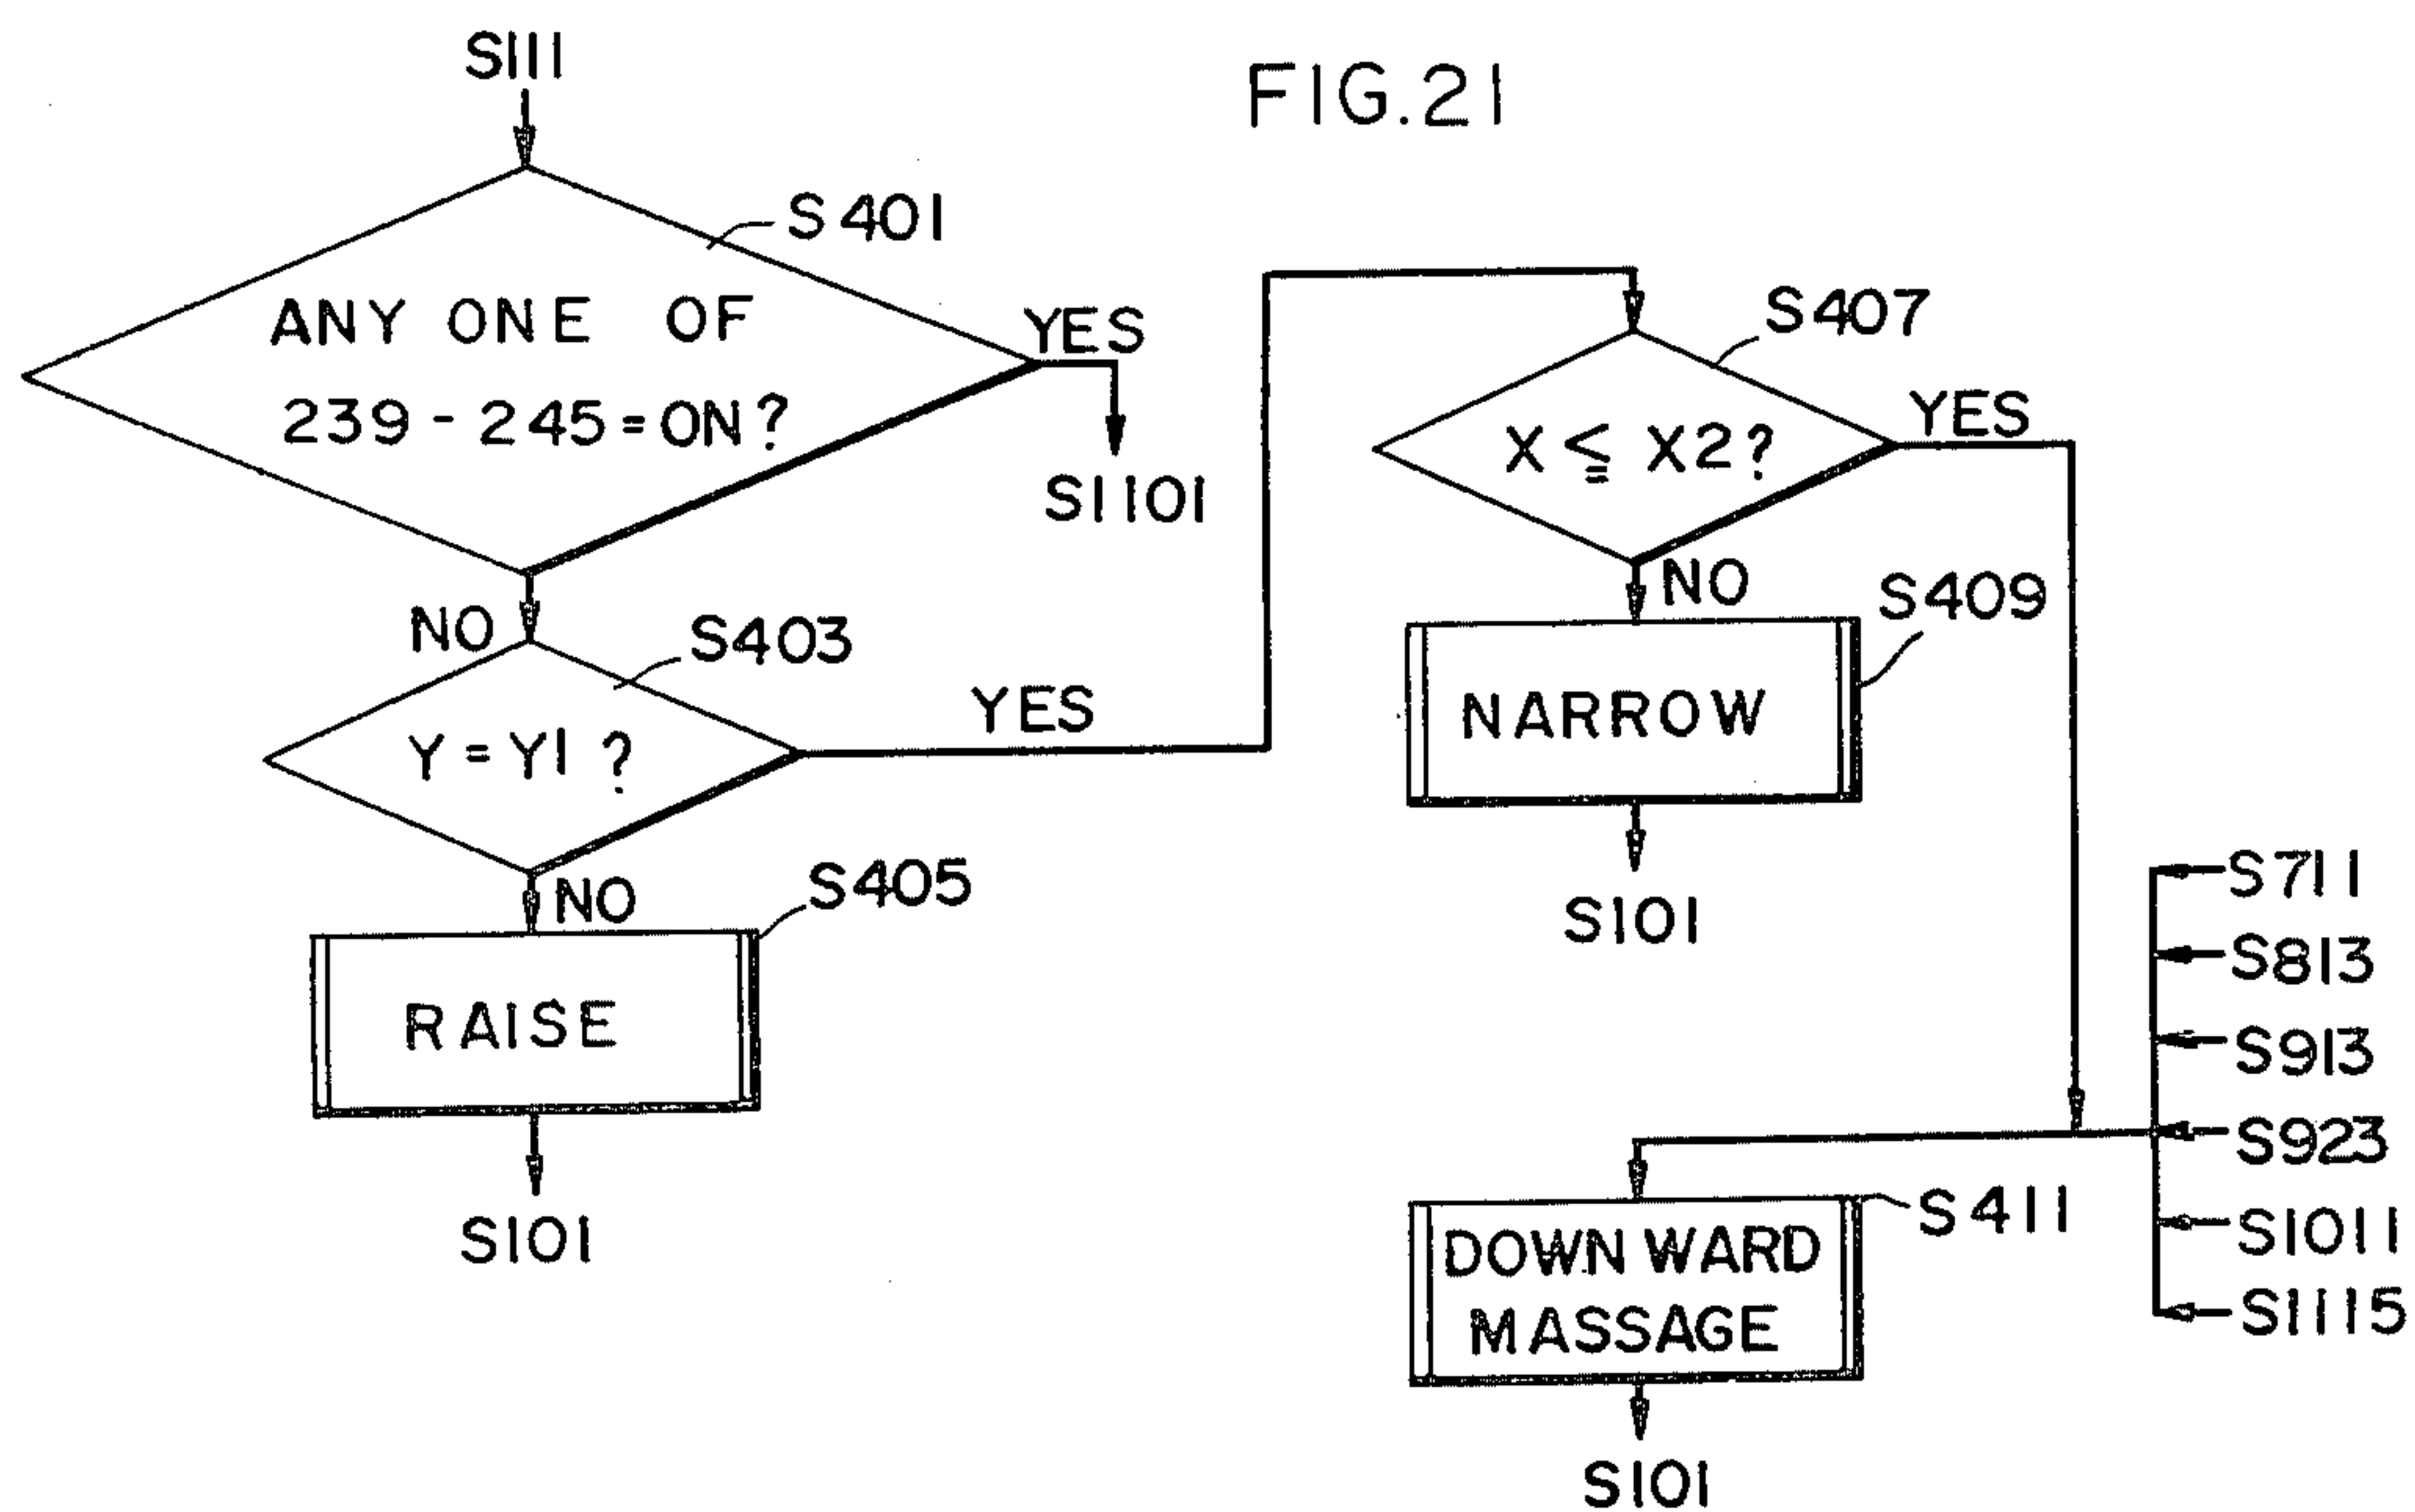 FIG.21
S111
S401
ANY ONE OF
239-245=ON?
YES
S1101
NO
S403
Y=Y1?
YES
NO
S405
RAISE
S101
S407
X≦X2?
YES
NO
S409
NARROW
S101
S711
S813
S913
S923
S1011
S1115
S411
DOWN WARD
MASSAGE
S101